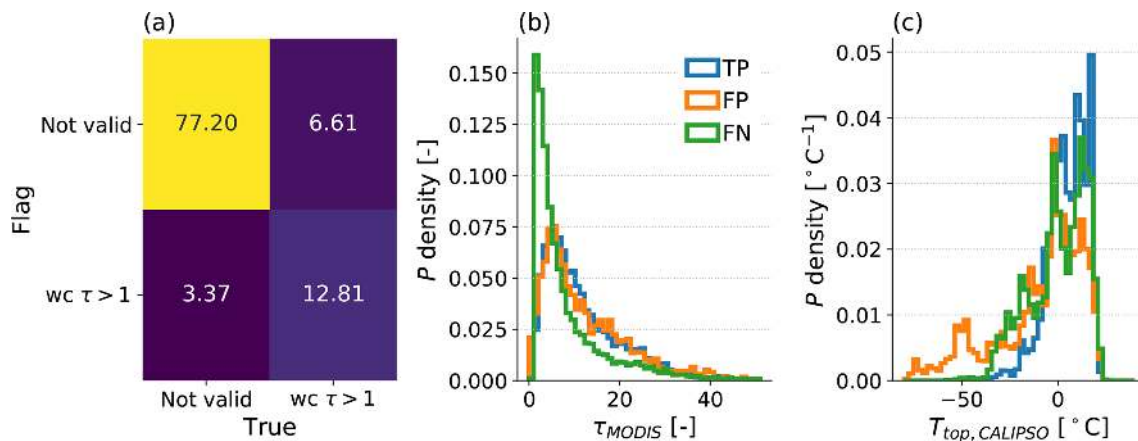 (a)
Flag
Not valid
wc τ > 1
77.20
6.61
3.37
12.81
Not valid
wc τ > 1
True
(b)
P density [-]
0.150
0.125
0.100
0.075
0.050
0.025
0.000
TP
FP
FN
0
20
40
τMODIS [-]
(c)
P density [°C−1]
0.05
0.04
0.03
0.02
0.01
0.00
−50
0
Ttop, CALIPSO [°C]